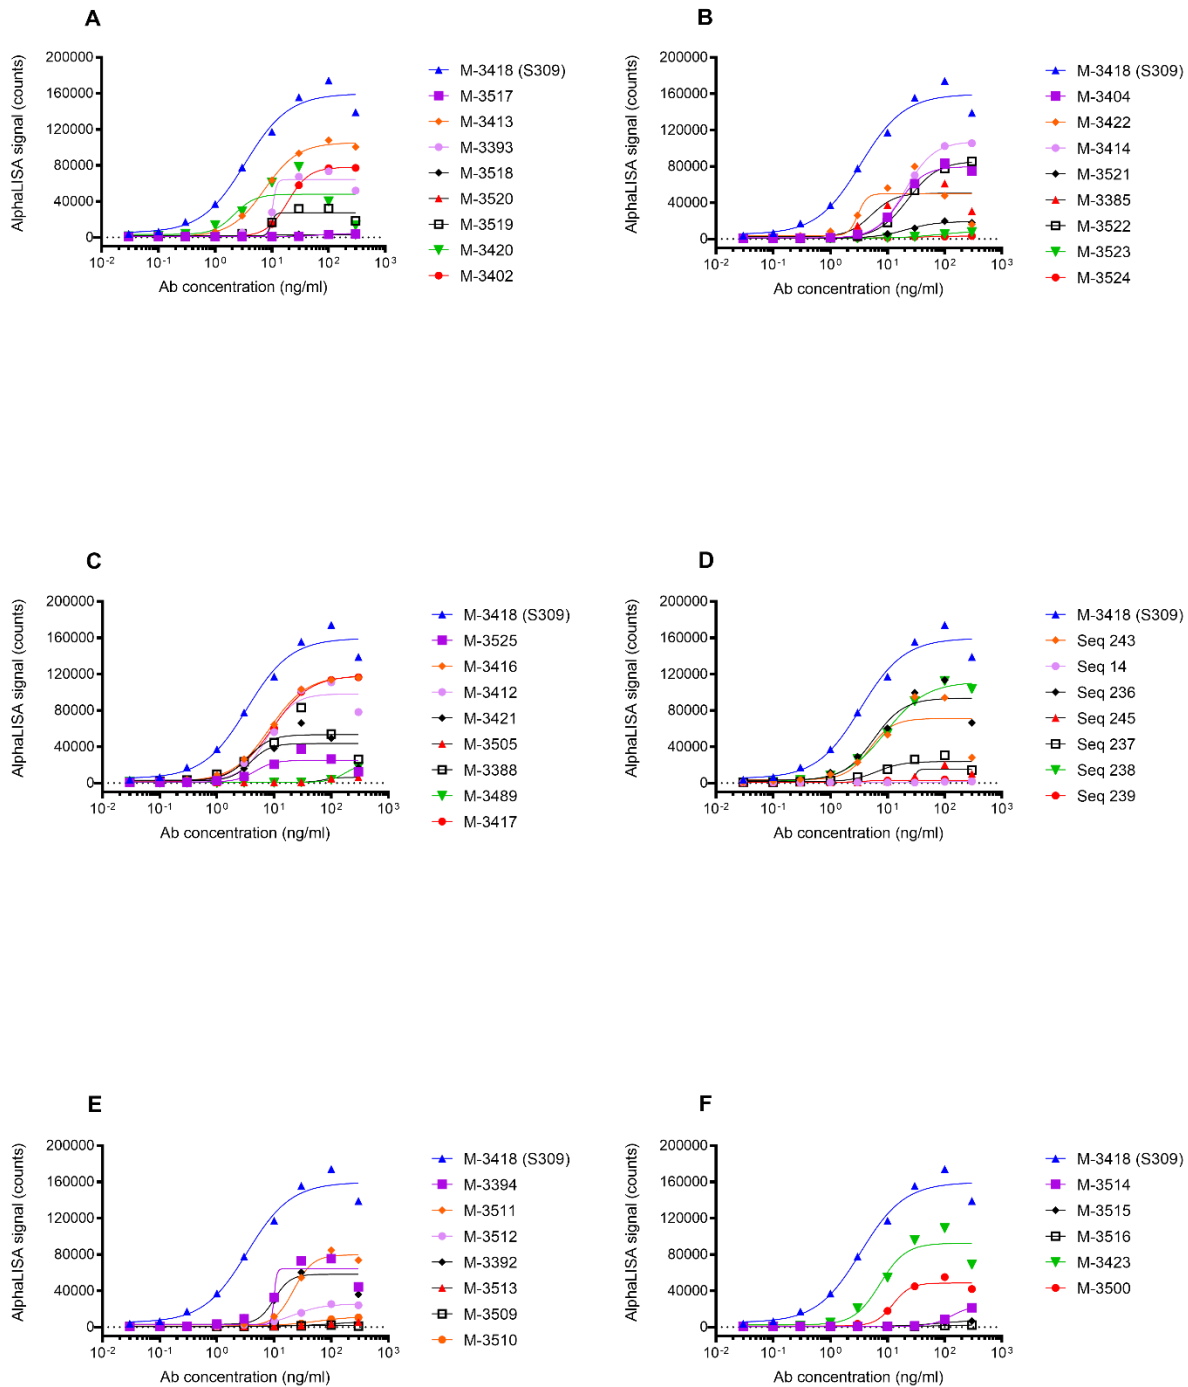 A
AlphaLISA signal (counts)
200000
160000
120000
80000
40000
0
10-2
10-1
100
101
102
103
Ab concentration (ng/ml)
M-3418 (S309)
M-3517
M-3413
M-3393
M-3518
M-3520
M-3519
M-3420
M-3402
B
AlphaLISA signal (counts)
200000
160000
120000
80000
40000
0
10-2
10-1
100
101
102
103
Ab concentration (ng/ml)
M-3418 (S309)
M-3404
M-3422
M-3414
M-3521
M-3385
M-3522
M-3523
M-3524
C
AlphaLISA signal (counts)
200000
160000
120000
80000
40000
0
10-2
10-1
100
101
102
103
Ab concentration (ng/ml)
M-3418 (S309)
M-3525
M-3416
M-3412
M-3421
M-3505
M-3388
M-3489
M-3417
D
AlphaLISA signal (counts)
200000
160000
120000
80000
40000
0
10-2
10-1
100
101
102
103
Ab concentration (ng/ml)
M-3418 (S309)
Seq 243
Seq 14
Seq 236
Seq 245
Seq 237
Seq 238
Seq 239
E
AlphaLISA signal (counts)
200000
160000
120000
80000
40000
0
10-2
10-1
100
101
102
103
Ab concentration (ng/ml)
M-3418 (S309)
M-3394
M-3511
M-3512
M-3392
M-3513
M-3509
M-3510
F
AlphaLISA signal (counts)
200000
160000
120000
80000
40000
0
10-2
10-1
100
101
102
103
Ab concentration (ng/ml)
M-3418 (S309)
M-3514
M-3515
M-3516
M-3423
M-3500